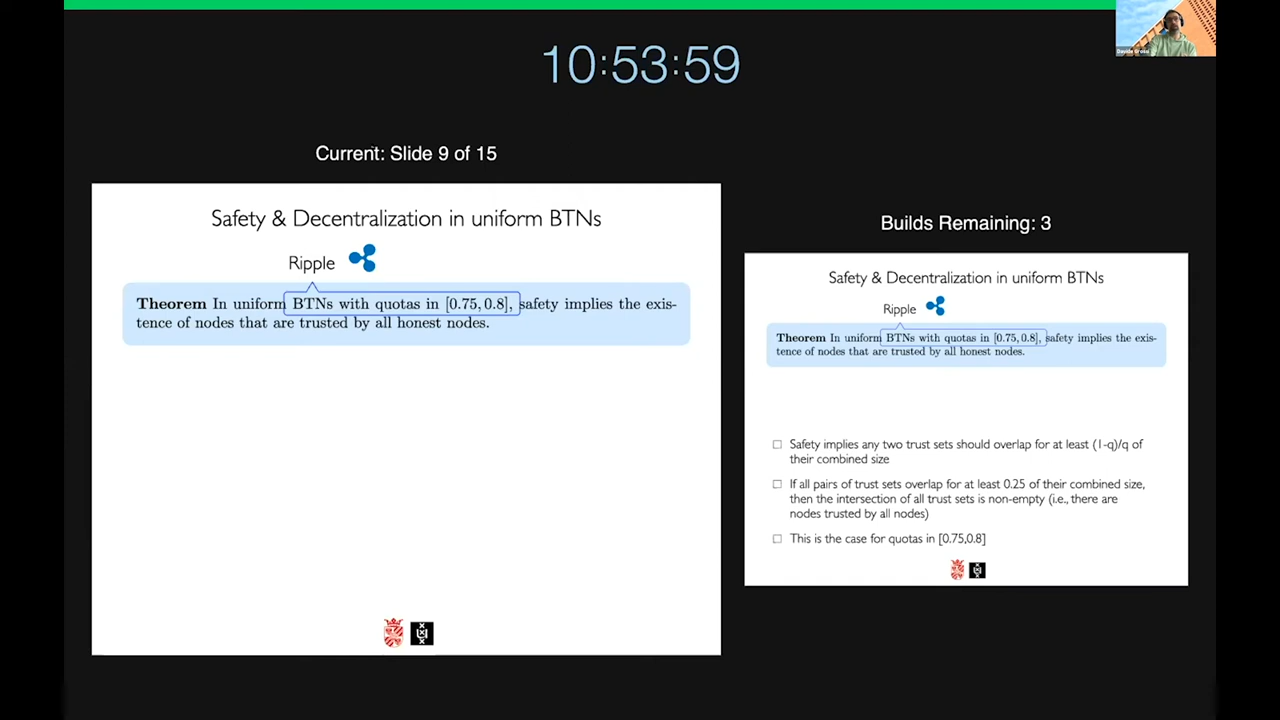 10:53:59
Davide Grossi
Current: Slide 9 of 15
Safety & Decentralization in uniform BTNs
Ripple
Theorem In uniform BTNs with quotas in [0.75, 0.8], safety implies the exis-
tence of nodes that are trusted by all honest nodes.
Builds Remaining: 3
Safety & Decentralization in uniform BTNs
Ripple
Theorem In uniform BTNs with quotas in [0.75, 0.8], safety implies the exis-
tence of nodes that are trusted by all honest nodes.
Safety implies any two trust sets should overlap for at least (1-q)/q of
their combined size
If all pairs of trust sets overlap for at least 0.25 of their combined size,
then the intersection of all trust sets is non-empty (i.e., there are
nodes trusted by all nodes)
This is the case for quotas in [0.75,0.8]